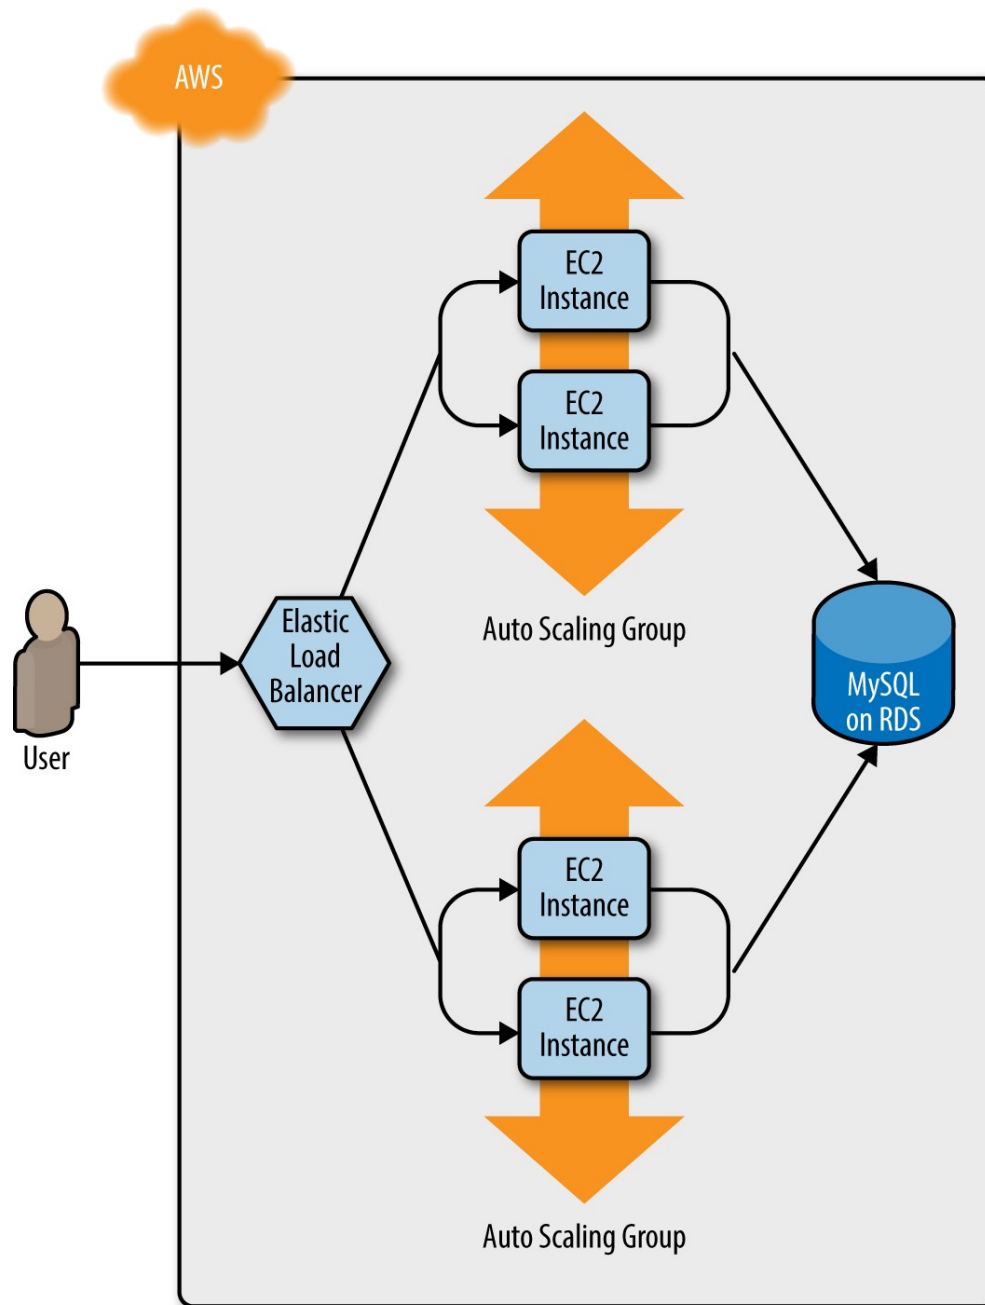 AWS
EC2
Instance
EC2
Instance
Auto Scaling Group
Elastic
Load
Balancer
User
MySQL
on RDS
EC2
Instance
EC2
Instance
Auto Scaling Group